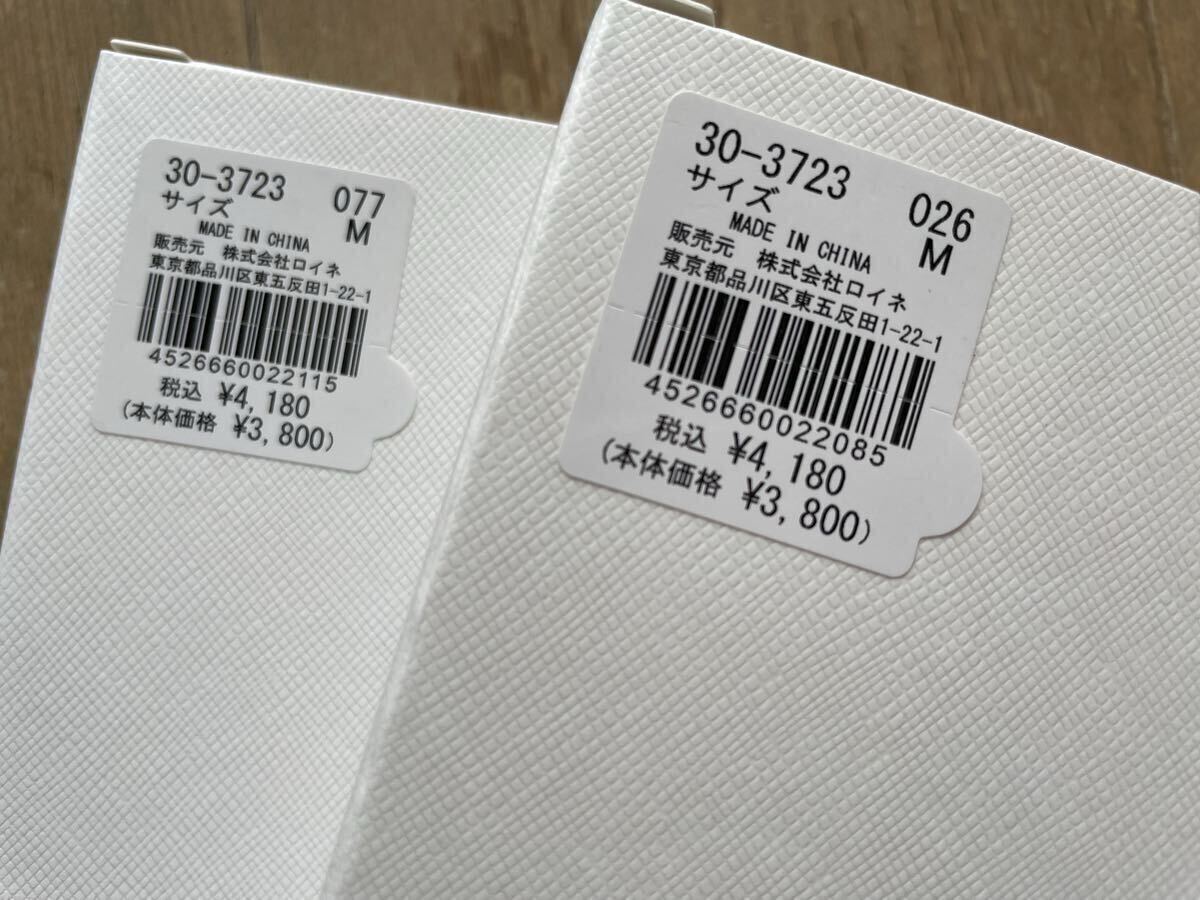 30-3723 077
サイズ M
MADE IN CHINA
販売元 株式会社ロイネ
東京都品川区東五反田1-22-1
4526660022115
税込 ¥4,180
(本体価格 ¥3,800)
30-3723 026
サイズ M
MADE IN CHINA
販売元 株式会社ロイネ
東京都品川区東五反田1-22-1
4526660022085
税込 ¥4,180
(本体価格 ¥3,800)